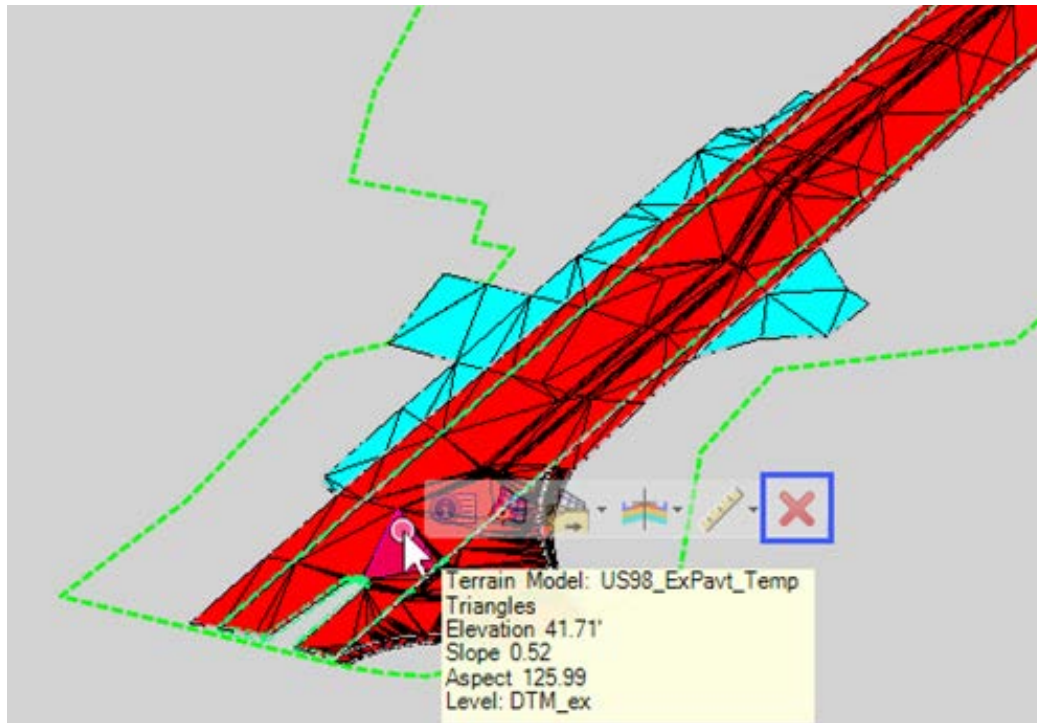 Terrain Model: US98_ExPavt_Temp
Triangles
Elevation 41.71'
Slope 0.52
Aspect 125.99
Level: DTM_ex